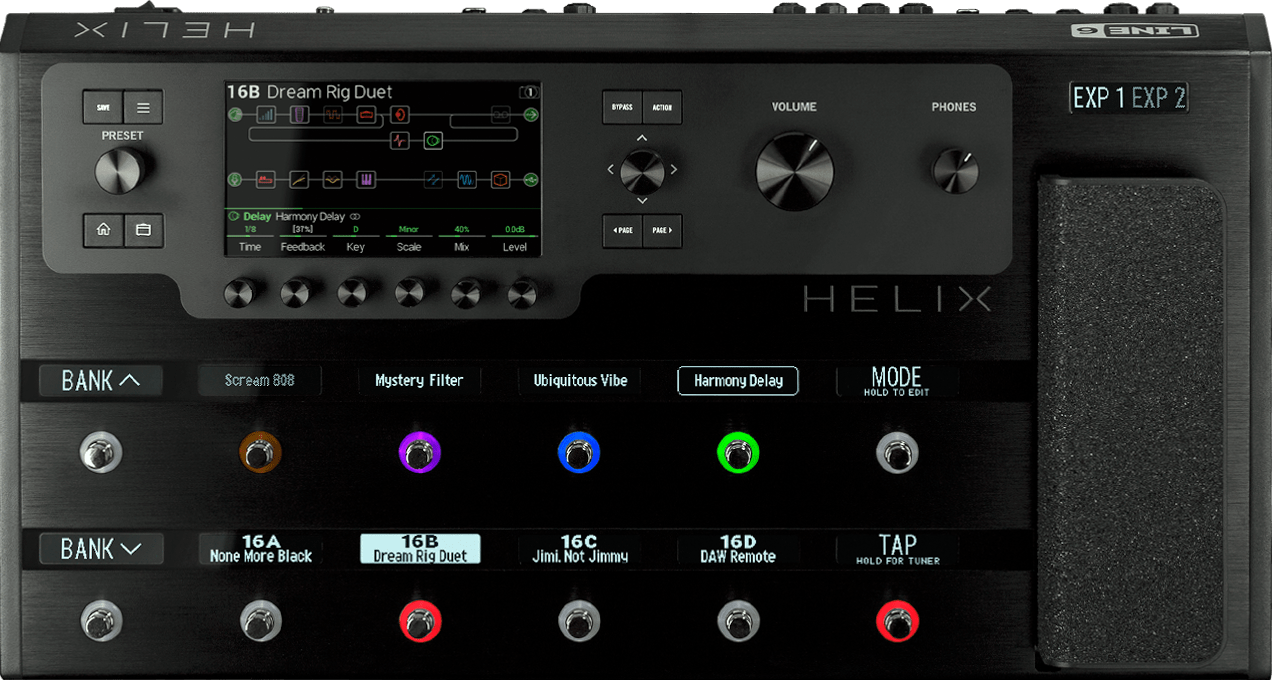 HELIX
LINE 6
16B Dream Rig Duet 1
SAVE
PRESET
BYPASS ACTION
VOLUME
PHONES
EXP 1 EXP 2
◀ PAGE PAGE ▶
Delay Harmony Delay
1/8 [37%] D Minor 40% 0.0dB
Time Feedback Key Scale Mix Level
HELIX
BANK
Scream 808
Mystery Filter
Ubiquitous Vibe
Harmony Delay
MODE
HOLD TO EDIT
BANK
16A
None More Black
16B
Dream Rig Duet
16C
Jimi, Not Jimmy
16D
DAW Remote
TAP
HOLD FOR TUNER